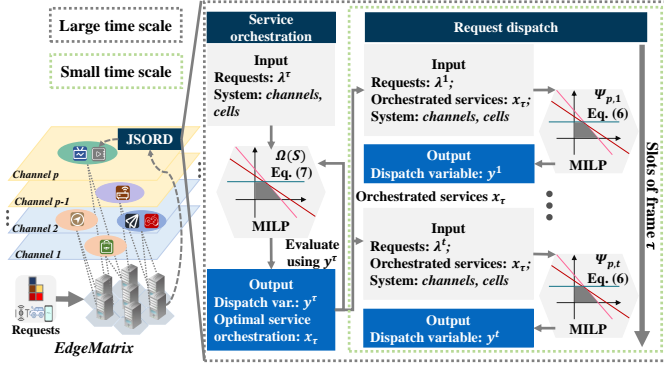 Large time scale
Small time scale
JSORD
Channel p
Channel p-1
Channel 2
Channel 1
Requests
EdgeMatrix
Service
orchestration
Input
Requests: λ^τ
System: channels,
cells
Ω(S)
Eq. (7)
MILP
Evaluate
using y^τ
Output
Dispatch var.: y^τ
Optimal service
orchestration: x_τ
Request dispatch
Input
Requests: λ^1;
Orchestrated services: x_τ;
System: channels, cells
Ψ_p,1
Eq. (6)
MILP
Output
Dispatch variable: y^1
Orchestrated services x_τ
Input
Requests: λ^t;
Orchestrated services: x_τ;
System: channels, cells
Ψ_p,t
Eq. (6)
MILP
Output
Dispatch variable: y^t
Slots of frame τ